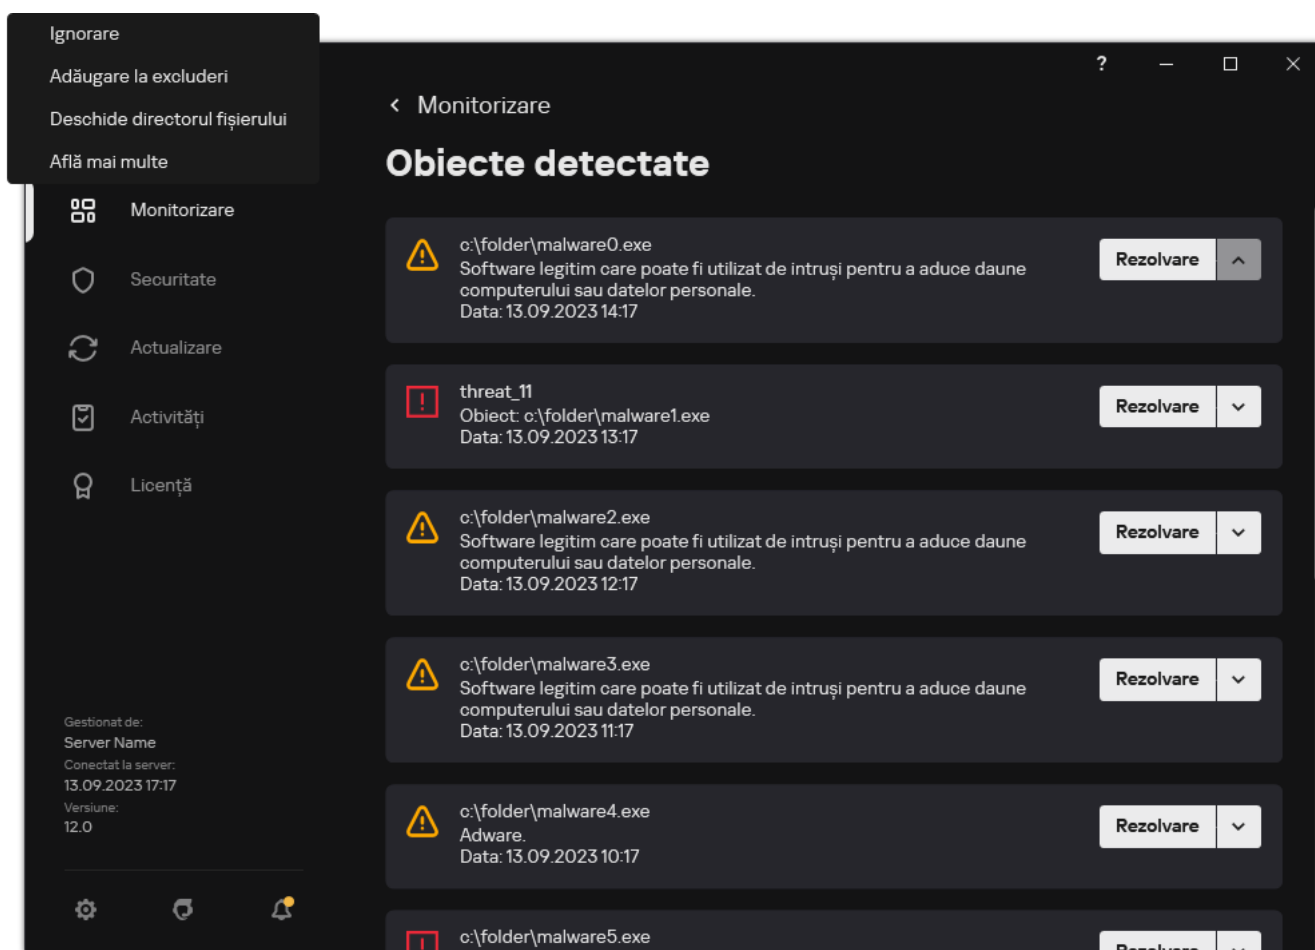 Ignorare
Adăugare la excluderi
Deschide directorul fișierului
Află mai multe
?
Monitorizare
Obiecte detectate
Monitorizare
Securitate
Actualizare
Activități
Licență
c:\folder\malware0.exe
Software legitim care poate fi utilizat de intruși pentru a aduce daune
computerului sau datelor personale.
Data: 13.09.2023 14:17
Rezolvare
threat_11
Obiect: c:\folder\malware1.exe
Data: 13.09.2023 13:17
Rezolvare
c:\folder\malware2.exe
Software legitim care poate fi utilizat de intruși pentru a aduce daune
computerului sau datelor personale.
Data: 13.09.2023 12:17
Rezolvare
c:\folder\malware3.exe
Software legitim care poate fi utilizat de intruși pentru a aduce daune
computerului sau datelor personale.
Data: 13.09.2023 11:17
Rezolvare
c:\folder\malware4.exe
Adware.
Data: 13.09.2023 10:17
Rezolvare
c:\folder\malware5.exe
Rezolvare
Gestionat de:
Server Name
Conectat la server:
13.09.2023 17:17
Versiune:
12.0